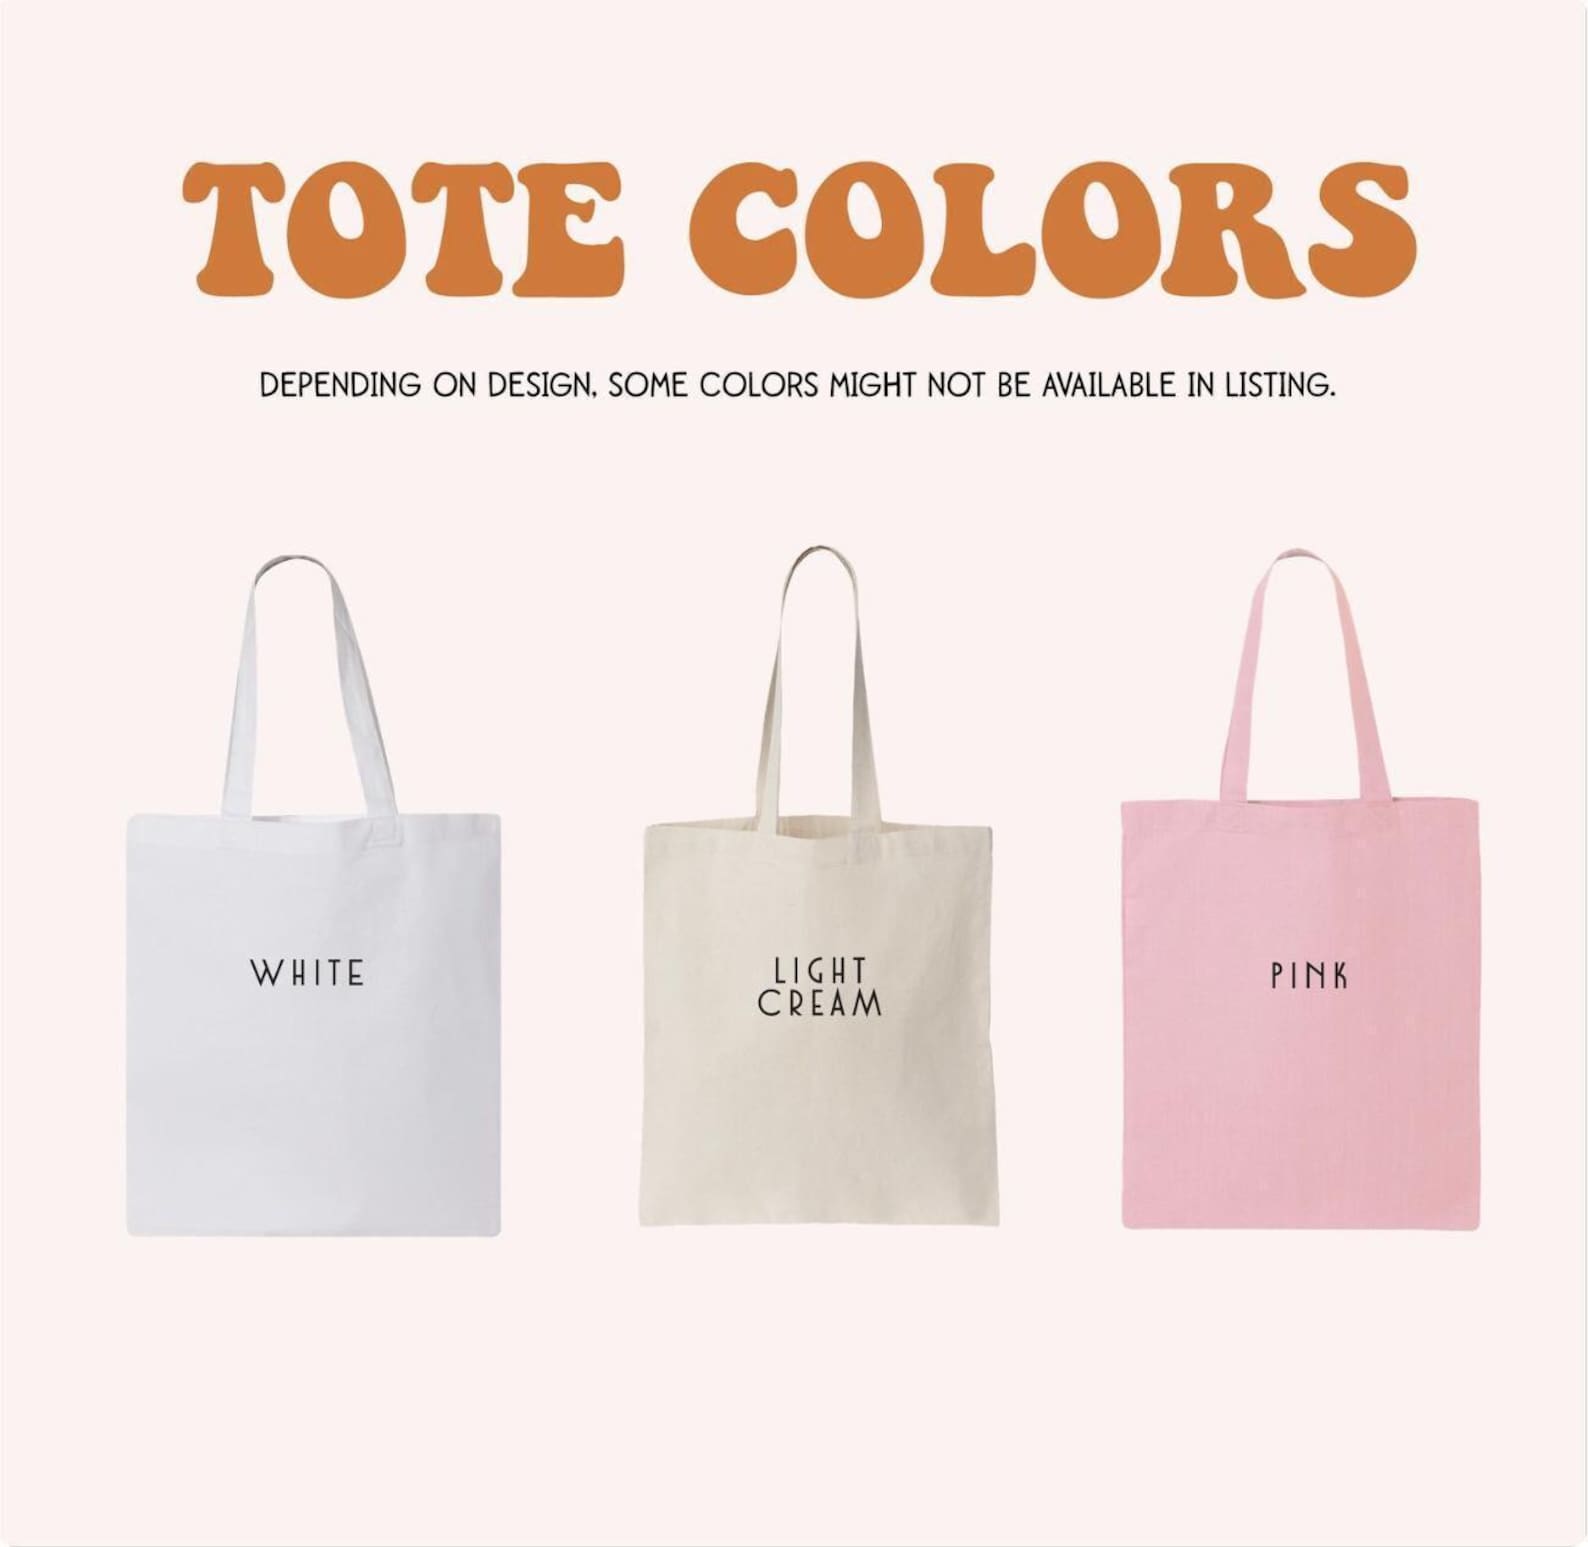 TOTE COLORS
DEPENDING ON DESIGN, SOME COLORS MIGHT NOT BE AVAILABLE IN LISTING.
WHITE
LIGHT
CREAM
PINK